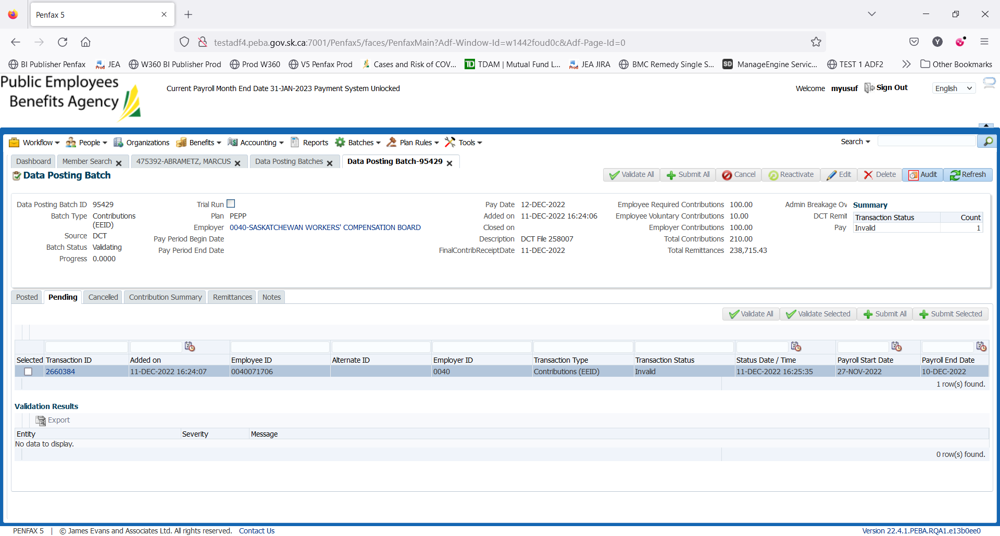 Penfax 5
testadf4.peba.gov.sk.ca:7001/Penfax5/faces/PenfaxMain?Adf-Window-Id=w1442foud0c&Adf-Page-Id=0
BI Publisher Penfax JEA W360 BI Publisher Prod Prod W360 V5 Penfax Prod Cases and Risk of COV... TD TDAM | Mutual Fund L... JEA JIRA BMC Remedy Single S... SD ManageEngine Servic... TEST 1 ADF2 Other Bookmarks
Public Employees
Benefits Agency
Current Payroll Month End Date 31-JAN-2023 Payment System Unlocked
Welcome myusuf Sign Out English
Workflow People Organizations Benefits Accounting Reports Batches Plan Rules Tools Search
Dashboard Member Search 475392-ABRAMETZ, MARCUS Data Posting Batches Data Posting Batch-95429
Data Posting Batch
Validate All Submit All Cancel Reactivate Edit Delete Audit Refresh
Data Posting Batch ID 95429
Batch Type Contributions
(EEID)
Source DCT
Batch Status Validating
Progress 0.0000
Trial Run
Plan PEPP
Employer 0040-SASKATCHEWAN WORKERS' COMPENSATION BOARD
Pay Period Begin Date
Pay Period End Date
Pay Date 12-DEC-2022
Added on 11-DEC-2022 16:24:06
Closed on
Description DCT File 258007
FinalContribReceiptDate 11-DEC-2022
Employee Required Contributions 100.00
Employee Voluntary Contributions 10.00
Employer Contributions 100.00
Total Contributions 210.00
Total Remittances 238,715.43
Admin Breakage Ov
DCT Remit
Pay
Summary
Transaction Status Count
Invalid 1
Posted Pending Cancelled Contribution Summary Remittances Notes
Validate All Validate Selected Submit All Submit Selected
Selected Transaction ID Added on Employee ID Alternate ID Employer ID Transaction Type Transaction Status Status Date / Time Payroll Start Date Payroll End Date
2660384 11-DEC-2022 16:24:07 0040071706 0040 Contributions (EEID) Invalid 11-DEC-2022 16:25:35 27-NOV-2022 10-DEC-2022
1 row(s) found.
Validation Results
Export
Entity Severity Message
No data to display.
0 row(s) found.
PENFAX 5 | © James Evans and Associates Ltd. All rights reserved. Contact Us
Version 22.4.1.PEBA.RQA1.e13b0ee0